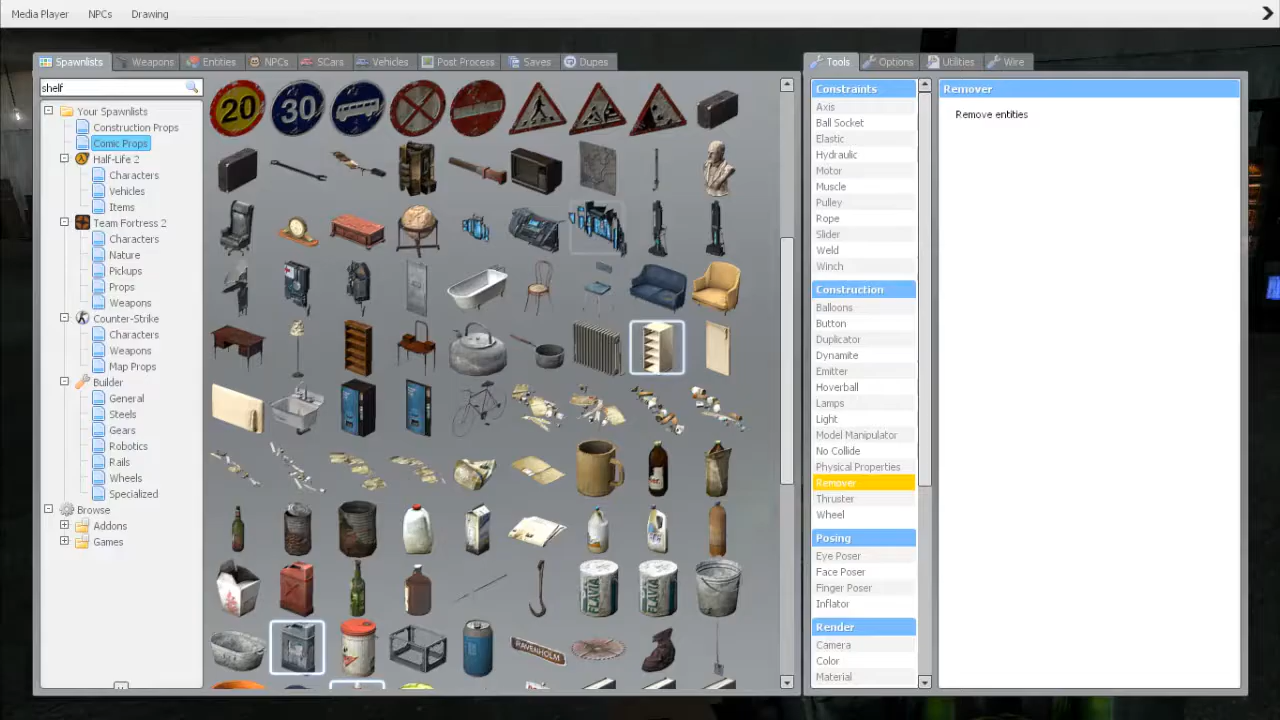 Media Player NPCs Drawing
Spawnlists Weapons Entities NPCs SCars Vehicles Post Process Saves Dupes
shelf
Your Spawnlists
Construction Props
Comic Props
Half-Life 2
Characters
Vehicles
Items
Team Fortress 2
Characters
Nature
Pickups
Props
Weapons
Counter-Strike
Characters
Weapons
Map Props
Builder
General
Steels
Gears
Robotics
Rails
Wheels
Specialized
Browse
Addons
Games
20 30
FLAVIA FLAVIA
RAVENHOLM
Tools Options Utilities Wire
Constraints
Axis
Ball Socket
Elastic
Hydraulic
Motor
Muscle
Pulley
Rope
Slider
Weld
Winch
Construction
Balloons
Button
Duplicator
Dynamite
Emitter
Hoverball
Lamps
Light
Model Manipulator
No Collide
Physical Properties
Remover
Thruster
Wheel
Posing
Eye Poser
Face Poser
Finger Poser
Inflator
Render
Camera
Color
Material
Remover
Remove entities